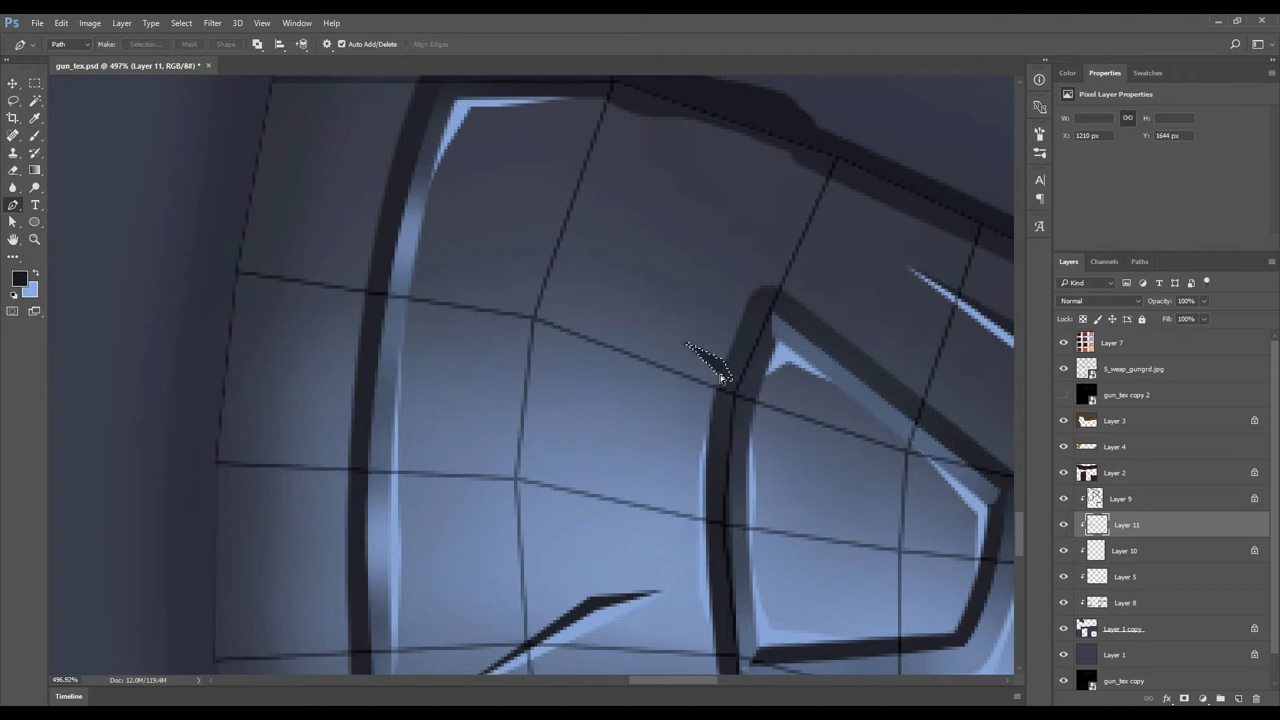 Ps File Edit Image Layer Type Select Filter 3D View Window Help
Path Make: Selection... Mask Shape Auto Add/Delete Align Edges
gun_tex.psd @ 497% (Layer 11, RGB/8#) * ×
Color Properties Swatches
Pixel Layer Properties
W: H:
X: 1210 px Y: 1644 px
Layers Channels Paths
Kind
Normal Opacity: 100%
Lock: Fill: 100%
Layer 7
S_weap_gungrd.jpg
gun_tex copy 2
Layer 3
Layer 4
Layer 2
Layer 9
Layer 11
Layer 10
Layer 5
Layer 8
Layer 1 copy
Layer 1
gun_tex copy
496.92% Doc: 12.0M/119.4M
Timeline